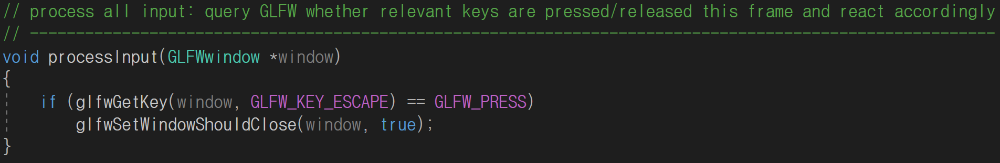 // process all input: query GLFW whether relevant keys are pressed/released this frame and react accordingly
// ---------------------------------------------------------------------------------------------------------
void processInput(GLFWwindow *window)
{
    if (glfwGetKey(window, GLFW_KEY_ESCAPE) == GLFW_PRESS)
        glfwSetWindowShouldClose(window, true);
}